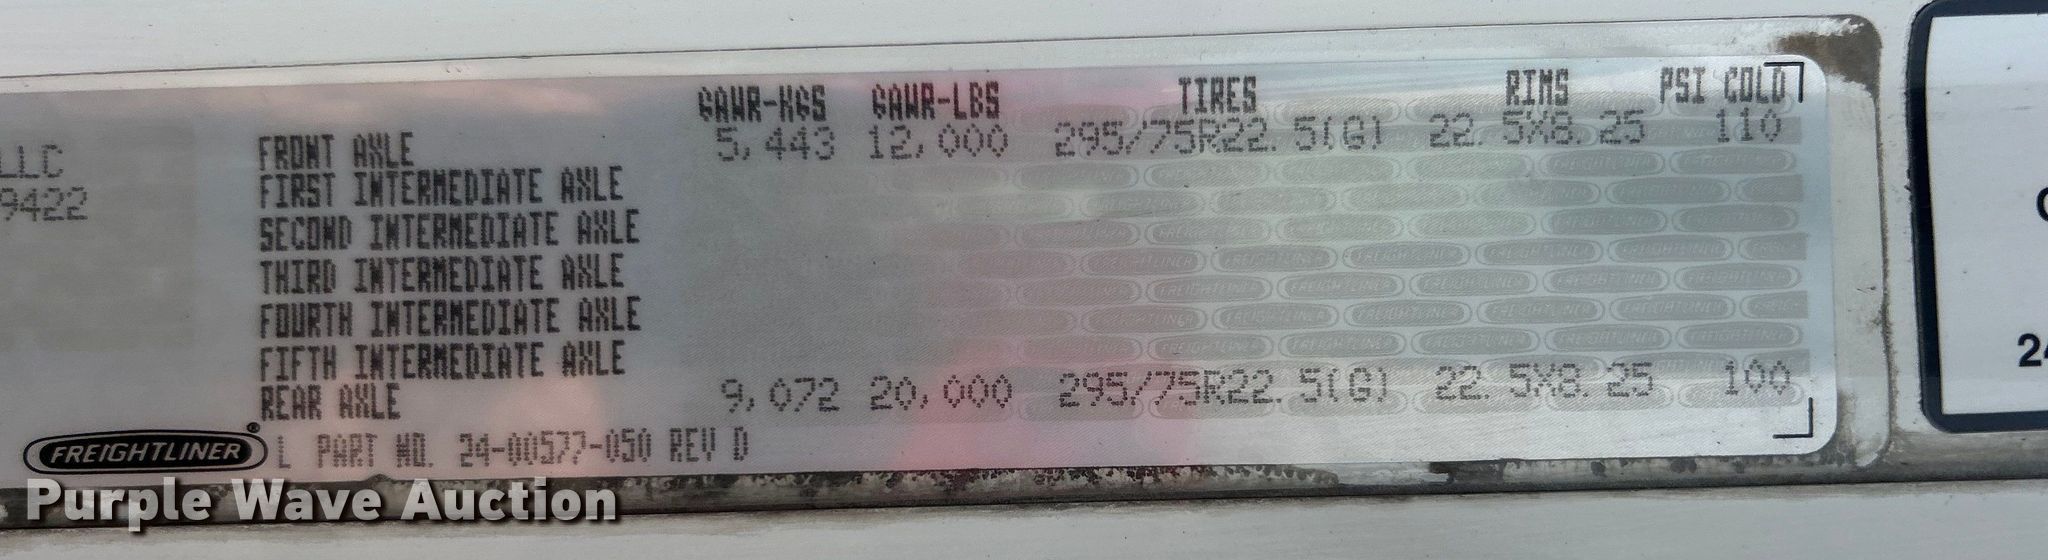 GAWR-KGS GAWR-LBS TIRES RIMS PSI COLD
LLC FRONT AXLE 5,443 12,000 295/75R22.5(G) 22.5X8.25 110
9422 FIRST INTERMEDIATE AXLE
SECOND INTERMEDIATE AXLE
THIRD INTERMEDIATE AXLE
FOURTH INTERMEDIATE AXLE
FIFTH INTERMEDIATE AXLE
REAR AXLE 9,072 20,000 295/75R22.5(G) 22.5X8.25 100
FREIGHTLINER® L PART NO. 24-00577-050 REV D
Purple Wave Auction